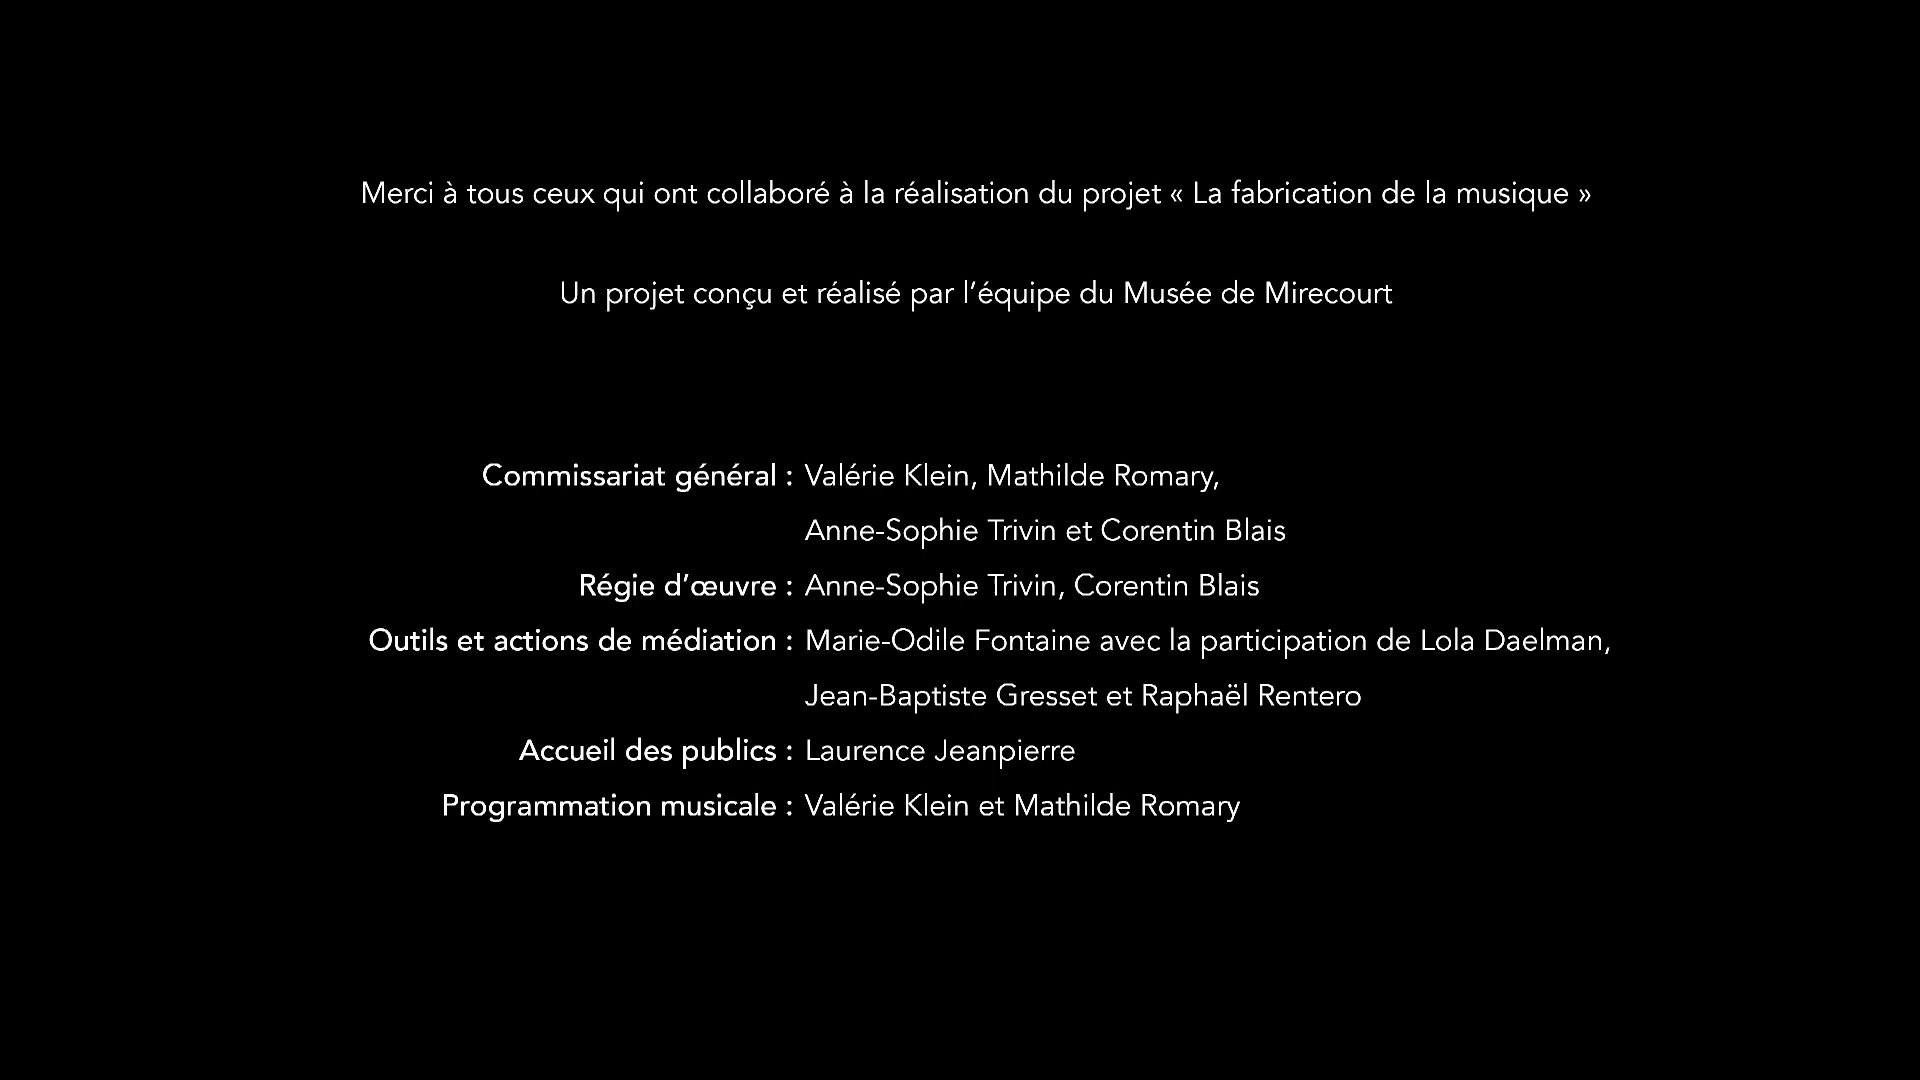 Merci à tous ceux qui ont collaboré à la réalisation du projet « La fabrication de la musique »
Un projet conçu et réalisé par l’équipe du Musée de Mirecourt
Commissariat général : Valérie Klein, Mathilde Romary,
Anne-Sophie Trivin et Corentin Blais
Régie d’œuvre : Anne-Sophie Trivin, Corentin Blais
Outils et actions de médiation : Marie-Odile Fontaine avec la participation de Lola Daelman,
Jean-Baptiste Gresset et Raphaël Rentero
Accueil des publics : Laurence Jeanpierre
Programmation musicale : Valérie Klein et Mathilde Romary